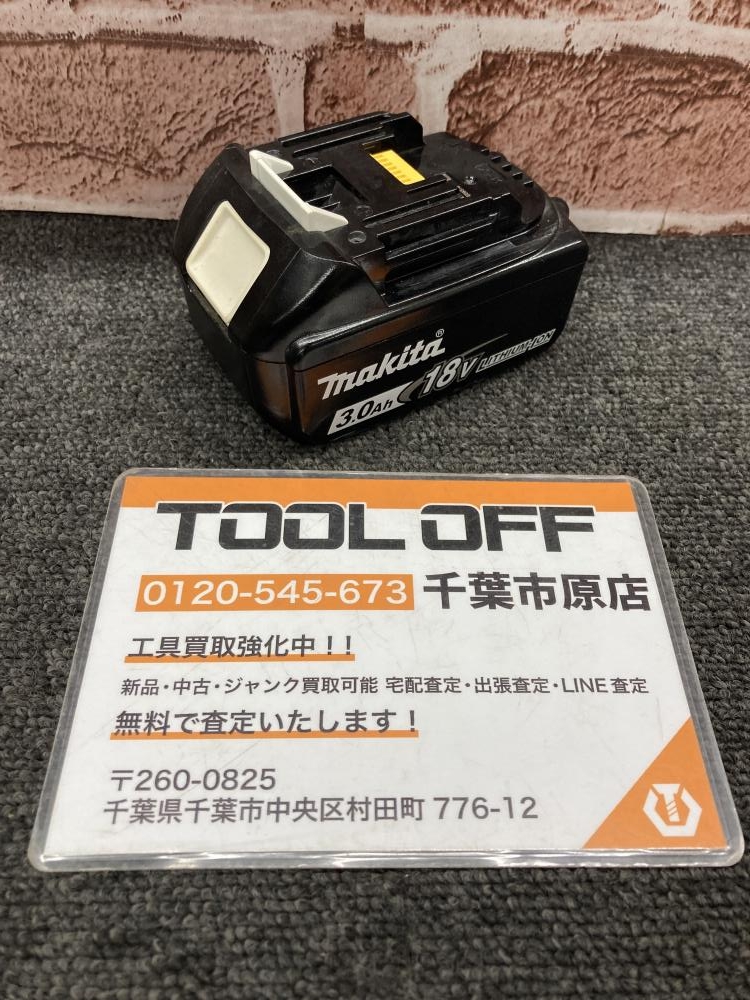 makita®
3.0Ah 18V LITHIUM-ION
TOOL OFF
0120-545-673 千葉市原店
工具買取強化中！！
新品・中古・ジャンク買取可能 宅配査定・出張査定・LINE査定
無料で査定いたします！
〒260-0825
千葉県千葉市中央区村田町 776-12